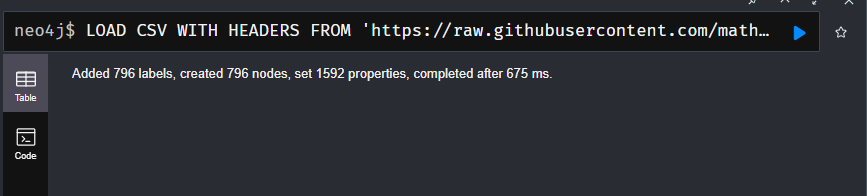 neo4j$ LOAD CSV WITH HEADERS FROM 'https://raw.githubusercontent.com/math…
Added 796 labels, created 796 nodes, set 1592 properties, completed after 675 ms.
Table
Code